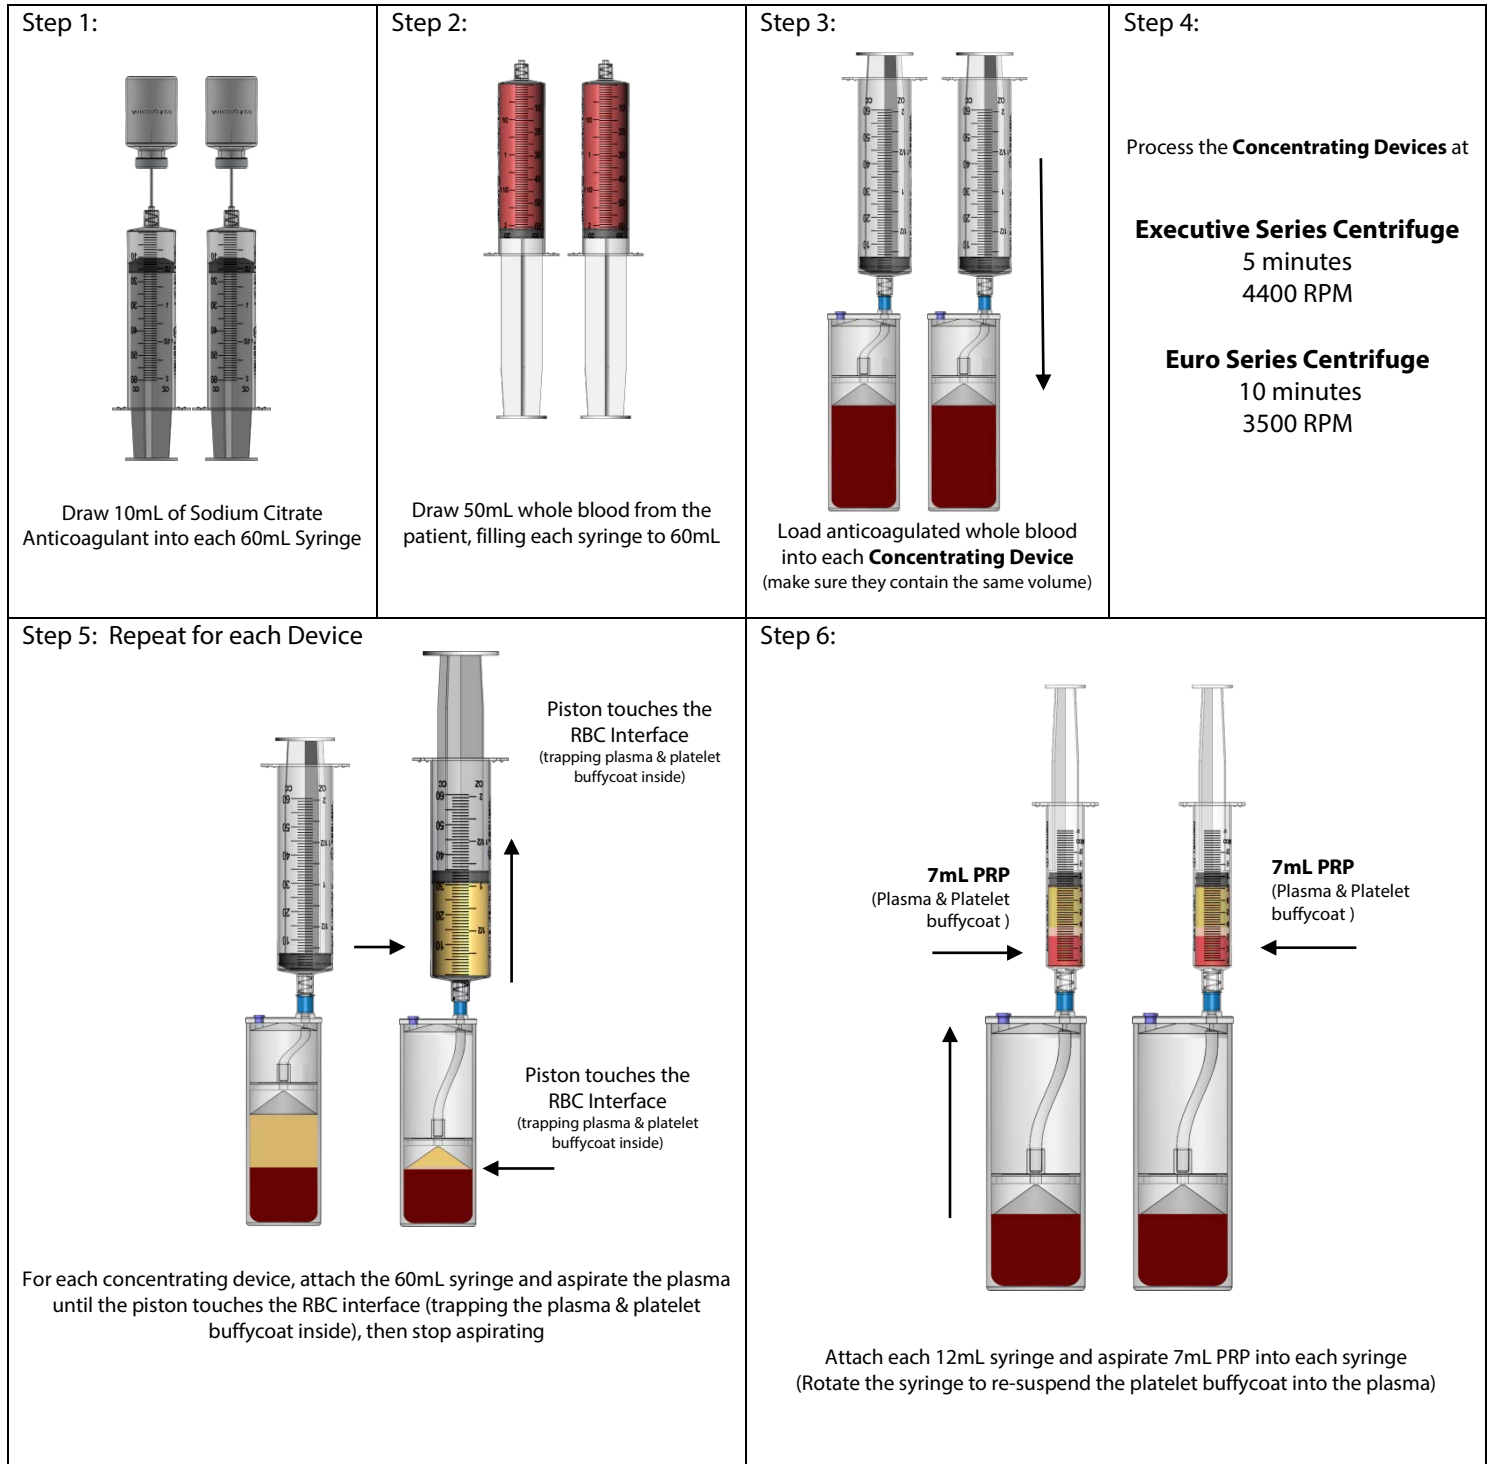 Step 1:
Draw 10mL of Sodium Citrate
Anticoagulant into each 60mL Syringe
Step 2:
Draw 50mL whole blood from the
patient, filling each syringe to 60mL
Step 3:
Load anticoagulated whole blood
into each Concentrating Device
(make sure they contain the same volume)
Step 4:
Process the Concentrating Devices at
Executive Series Centrifuge
5 minutes
4400 RPM
Euro Series Centrifuge
10 minutes
3500 RPM
Step 5: Repeat for each Device
Piston touches the
RBC Interface
(trapping plasma & platelet
buffycoat inside)
Piston touches the
RBC Interface
(trapping plasma & platelet
buffycoat inside)
For each concentrating device, attach the 60mL syringe and aspirate the plasma
until the piston touches the RBC interface (trapping the plasma & platelet
buffycoat inside), then stop aspirating
Step 6:
7mL PRP
(Plasma & Platelet
buffycoat )
7mL PRP
(Plasma & Platelet
buffycoat )
Attach each 12mL syringe and aspirate 7mL PRP into each syringe
(Rotate the syringe to re-suspend the platelet buffycoat into the plasma)